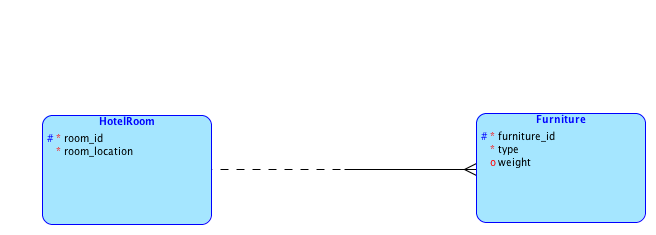 HotelRoom
# * room_id
* room_location
Furniture
# * furniture_id
* type
o weight